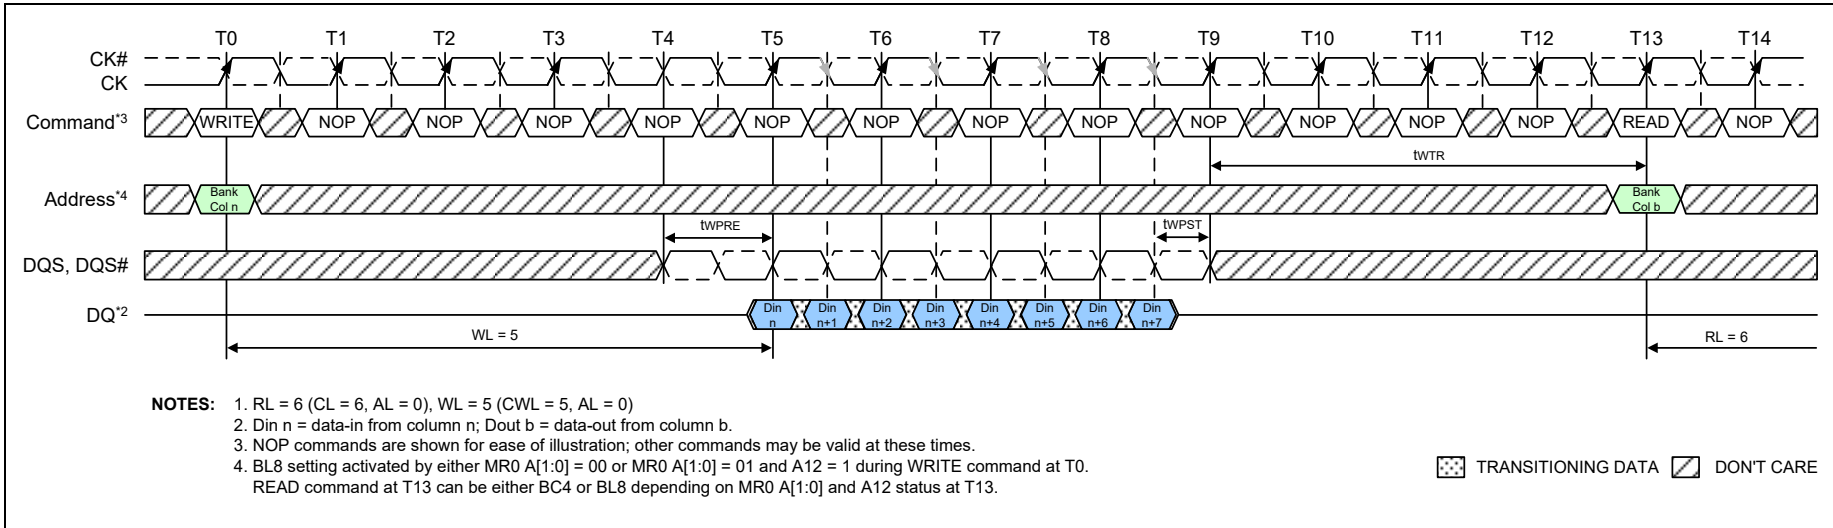 T0 T1 T2 T3 T4 T5 T6 T7 T8 T9 T10 T11 T12 T13 T14
CK#
CK
Command*3 WRITE NOP NOP NOP NOP NOP NOP NOP NOP NOP NOP NOP NOP READ NOP
tWTR
Address*4 Bank Col n Bank Col b
tWPRE tWPST
DQS, DQS#
DQ*2 Din n Din n+1 Din n+2 Din n+3 Din n+4 Din n+5 Din n+6 Din n+7
WL = 5 RL = 6
NOTES: 1. RL = 6 (CL = 6, AL = 0), WL = 5 (CWL = 5, AL = 0)
2. Din n = data-in from column n; Dout b = data-out from column b.
3. NOP commands are shown for ease of illustration; other commands may be valid at these times.
4. BL8 setting activated by either MR0 A[1:0] = 00 or MR0 A[1:0] = 01 and A12 = 1 during WRITE command at T0.
READ command at T13 can be either BC4 or BL8 depending on MR0 A[1:0] and A12 status at T13.
TRANSITIONING DATA DON'T CARE